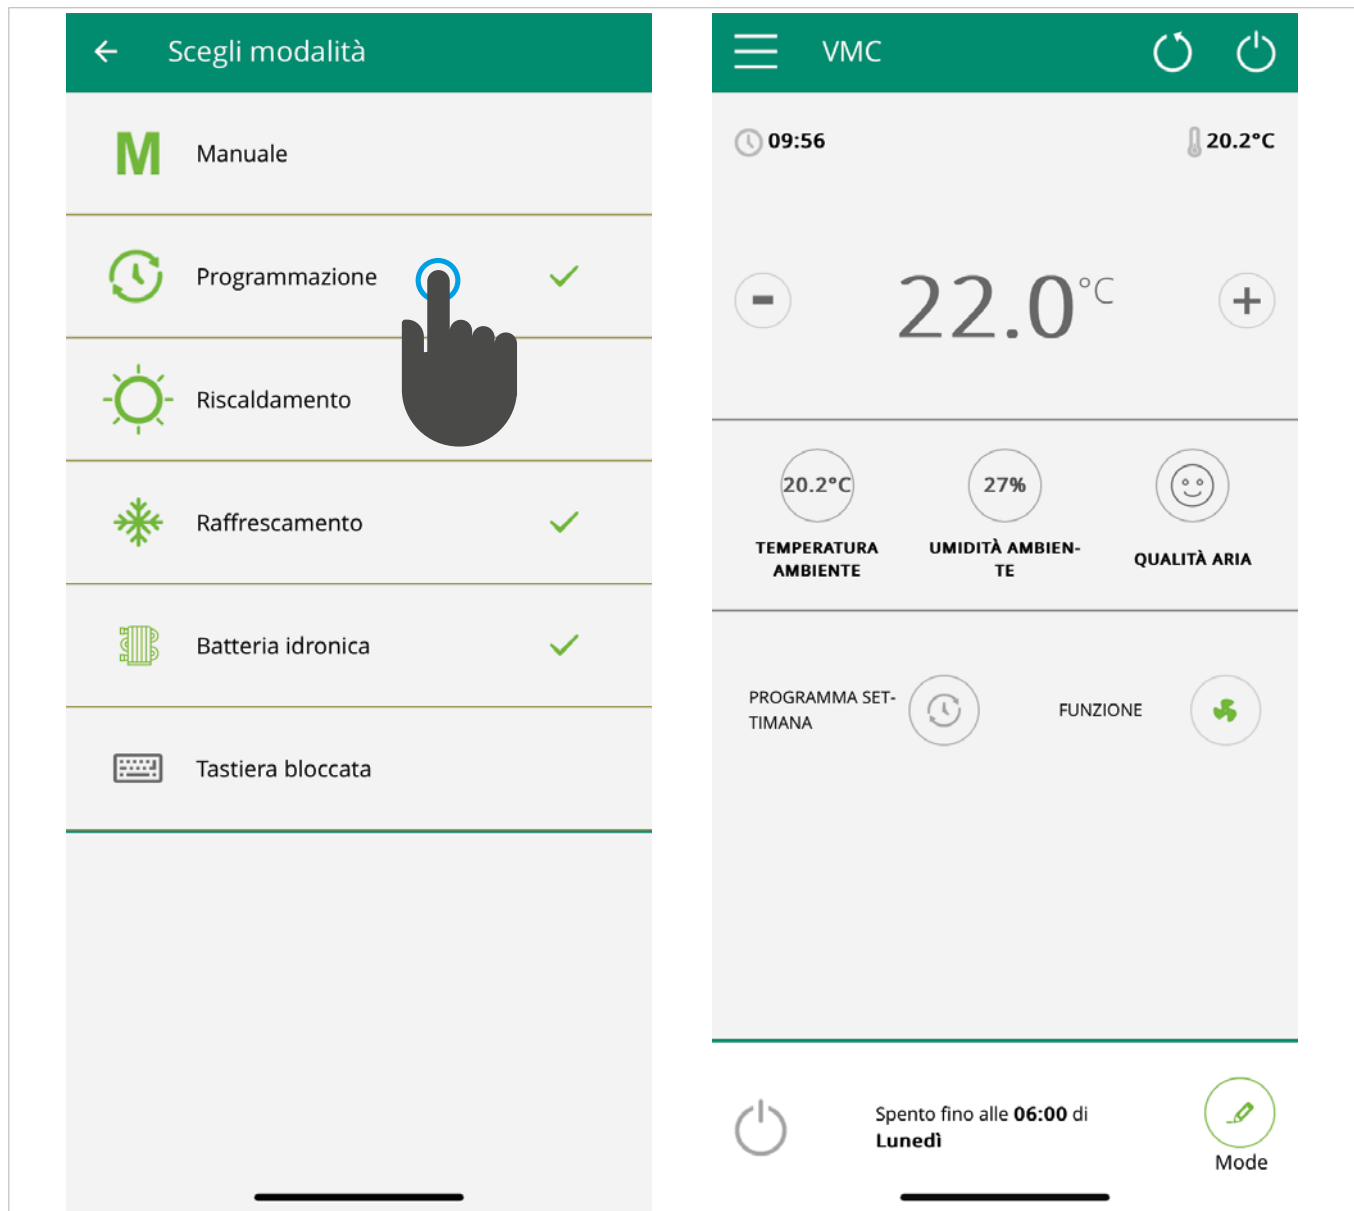 Scegli modalità
M Manuale
Programmazione
Riscaldamento
Raffrescamento
Batteria idronica
Tastiera bloccata
VMC
09:56
20.2°C
-
22.0°C
+
20.2°C
27%
TEMPERATURA
AMBIENTE
UMIDITÀ AMBIEN-
TE
QUALITÀ ARIA
PROGRAMMA SET-
TIMANA
FUNZIONE
Spento fino alle 06:00 di
Lunedì
Mode